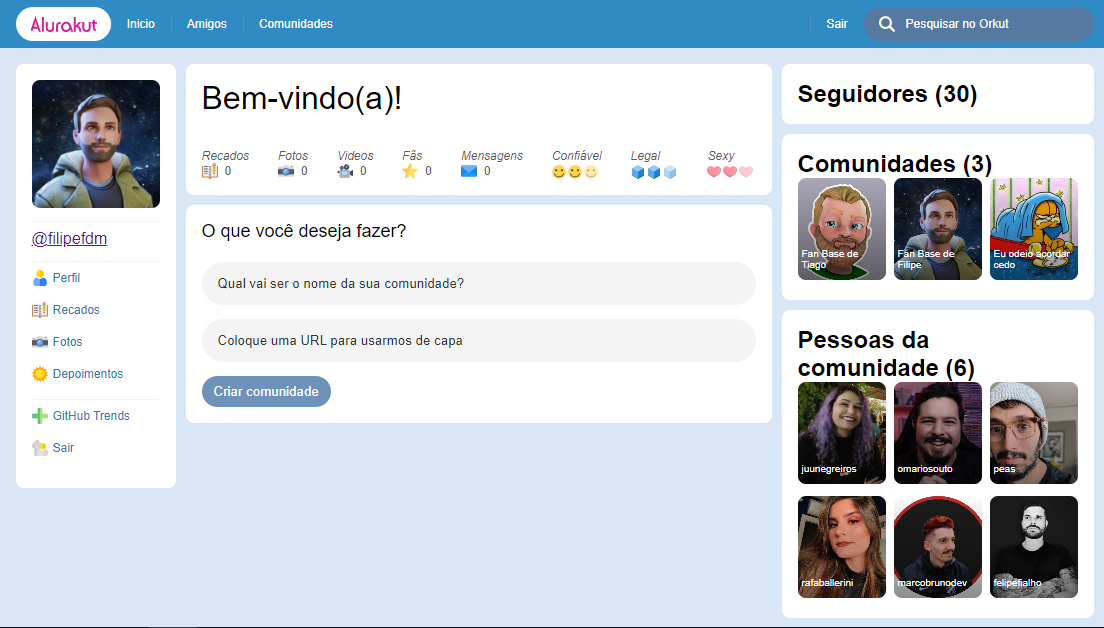 Alurakut
Inicio
Amigos
Comunidades
Sair
Pesquisar no Orkut
@filipefdm
Perfil
Recados
Fotos
Depoimentos
GitHub Trends
Sair
Bem-vindo(a)!
Recados Fotos Videos Fãs Mensagens Confiável Legal Sexy
0 0 0 0 0
O que você deseja fazer?
Qual vai ser o nome da sua comunidade?
Coloque uma URL para usarmos de capa
Criar comunidade
Seguidores (30)
Comunidades (3)
Fan Base de
Tiago
Fãn Base de
Filipe
Eu odeio acordar
cedo
Pessoas da
comunidade (6)
juunegreiros
omariosouto
peas
rafaballerini
marcobrunodev
felipefialho